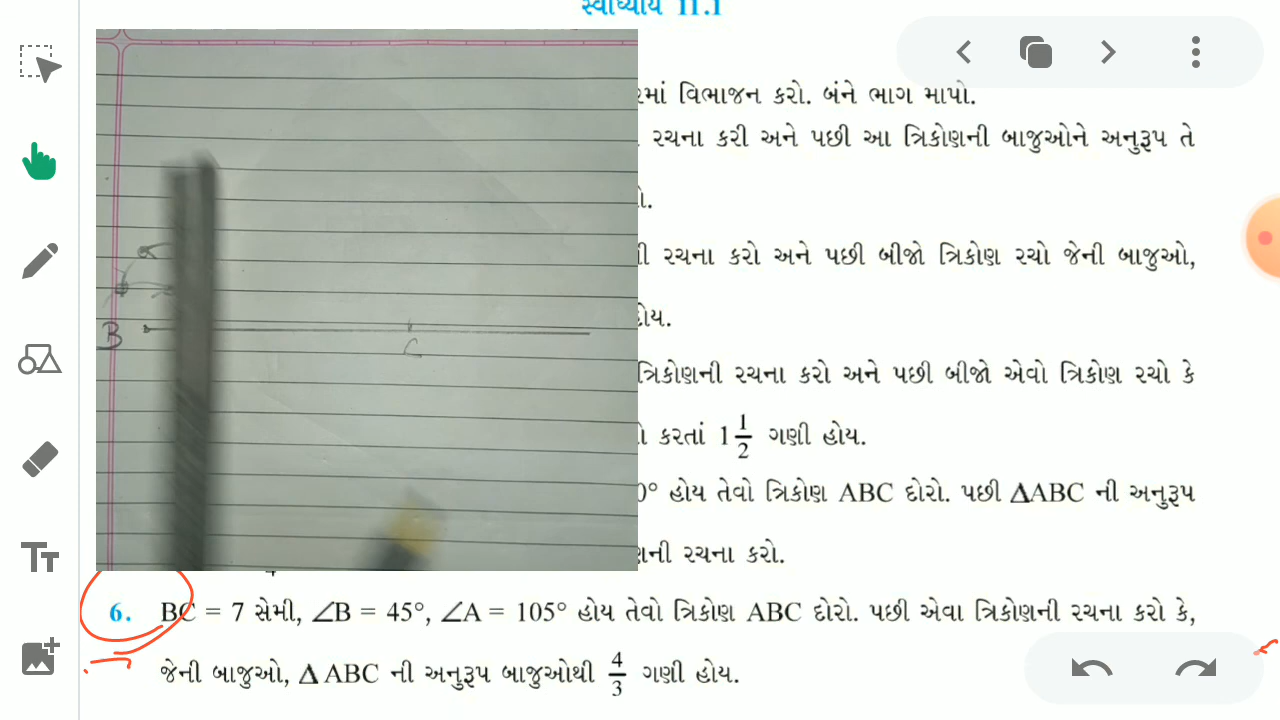 સ્વાધ્યાય 11.1
રમાં વિભાજન કરો. બંને ભાગ માપો.
રચના કરી અને પછી આ ત્રિકોણની બાજુઓને અનુરૂપ તે
રચના કરો અને પછી બીજો ત્રિકોણ રચો જેની બાજુઓ,
ત્રિકોણની રચના કરો અને પછી બીજો એવો ત્રિકોણ રચો કે
કરતાં 1 1/2 ગણી હોય.
0° હોય તેવો ત્રિકોણ ABC દોરો. પછી ΔABC ની અનુરૂપ
રચના કરો.
B
C
6. BC = 7 સેમી, ∠B = 45°, ∠A = 105° હોય તેવો ત્રિકોણ ABC દોરો. પછી એવા ત્રિકોણની રચના કરો કે,
જેની બાજુઓ, ΔABC ની અનુરૂપ બાજુઓથી 4/3 ગણી હોય.
Tт